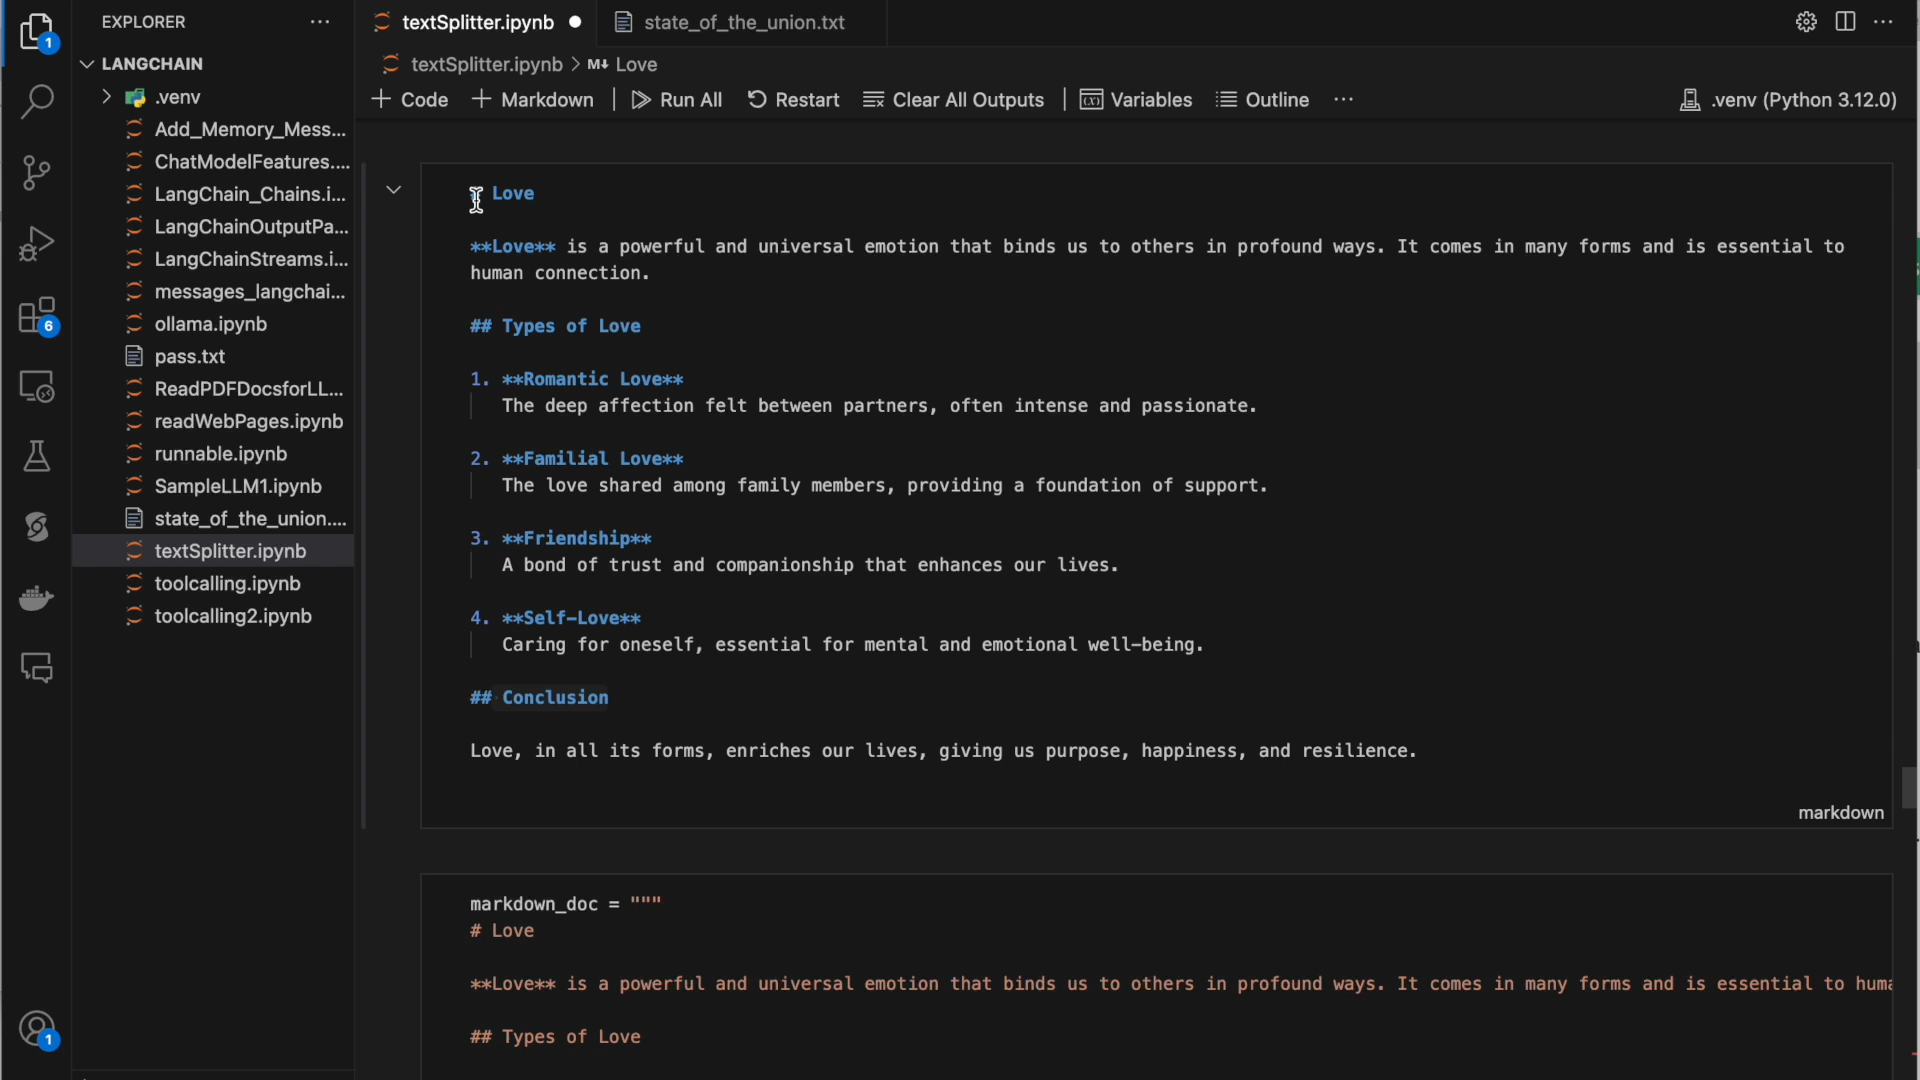 EXPLORER
textSplitter.ipynb
state_of_the_union.txt
1
LANGCHAIN
textSplitter.ipynb > M↓ Love
Code
Markdown
Run All
Restart
Clear All Outputs
Variables
Outline
.venv (Python 3.12.0)
.venv
Add_Memory_Mess...
ChatModelFeatures....
LangChain_Chains.i...
LangChainOutputPa...
LangChainStreams.i...
messages_langchai...
ollama.ipynb
pass.txt
ReadPDFDocsforLL...
readWebPages.ipynb
runnable.ipynb
SampleLLM1.ipynb
state_of_the_union....
textSplitter.ipynb
toolcalling.ipynb
toolcalling2.ipynb
6
1
Love
**Love** is a powerful and universal emotion that binds us to others in profound ways. It comes in many forms and is essential to
human connection.
## Types of Love
1. **Romantic Love**
The deep affection felt between partners, often intense and passionate.
2. **Familial Love**
The love shared among family members, providing a foundation of support.
3. **Friendship**
A bond of trust and companionship that enhances our lives.
4. **Self-Love**
Caring for oneself, essential for mental and emotional well-being.
## Conclusion
Love, in all its forms, enriches our lives, giving us purpose, happiness, and resilience.
markdown
markdown_doc = """
# Love
**Love** is a powerful and universal emotion that binds us to others in profound ways. It comes in many forms and is essential to huma
## Types of Love